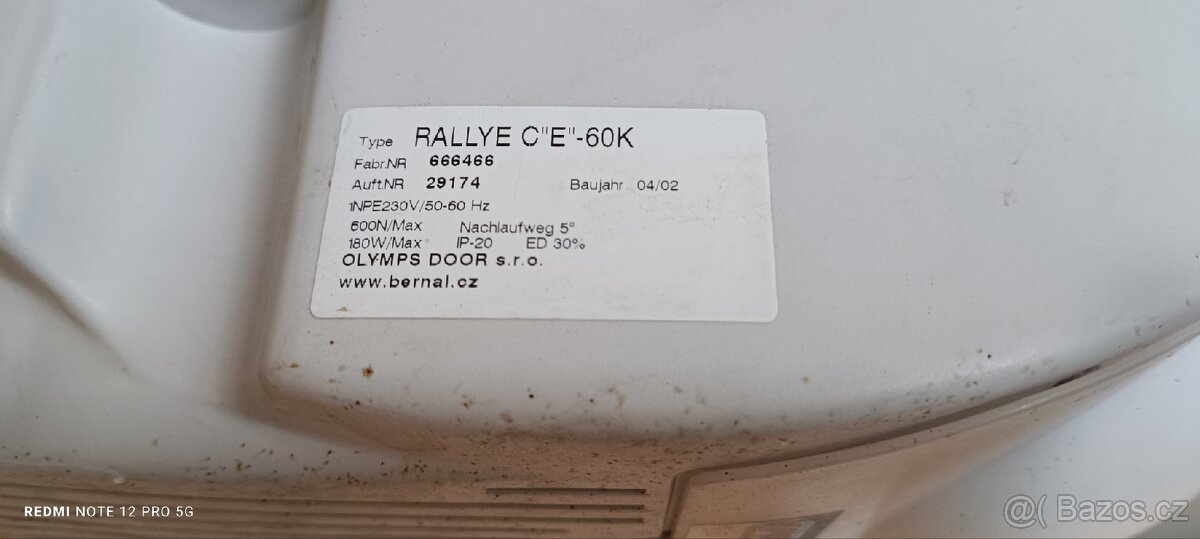 Type RALLYE C"E"-60K
Fabr.NR 666466
Auft.NR 29174 Baujahr 04/02
1NPE230V/50-60 Hz
600N/Max Nachlaufweg 5°
180W/Max IP-20 ED 30%
OLYMPS DOOR s.r.o.
www.bernal.cz
REDMI NOTE 12 PRO 5G
@( Bazos.cz